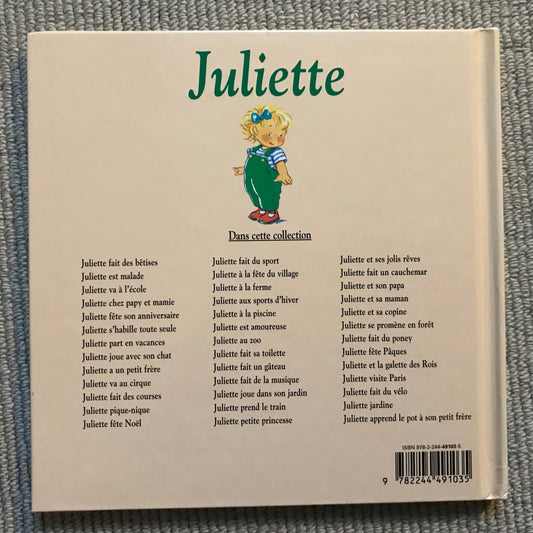 Juliette
Dans cette collection
Juliette fait des bêtises
Juliette est malade
Juliette va à l'école
Juliette chez papy et mamie
Juliette fête son anniversaire
Juliette s'habille toute seule
Juliette part en vacances
Juliette joue avec son chat
Juliette a un petit frère
Juliette va au cirque
Juliette fait des courses
Juliette pique-nique
Juliette fête Noël
Juliette fait du sport
Juliette à la fête du village
Juliette à la ferme
Juliette aux sports d'hiver
Juliette à la piscine
Juliette est amoureuse
Juliette au zoo
Juliette fait sa toilette
Juliette fait un gâteau
Juliette fait de la musique
Juliette joue dans son jardin
Juliette prend le train
Juliette petite princesse
Juliette et ses jolis rêves
Juliette fait un cauchemar
Juliette et son papa
Juliette et sa maman
Juliette et sa copine
Juliette se promène en forêt
Juliette fait du poney
Juliette fête Pâques
Juliette et la galette des Rois
Juliette visite Paris
Juliette fait du vélo
Juliette jardine
Juliette apprend le pot à son petit frère
ISBN 978-2-244-49103-5
9 782244 491035